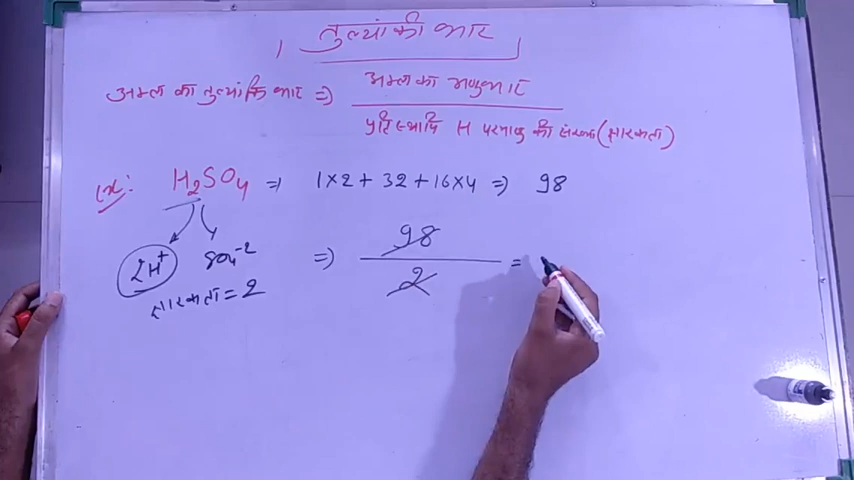 तुल्यांकी भार
अम्ल का तुल्यांकि भार ⇒ अम्ल का अणुभार
प्रतिस्थापि H परमाणु की संख्या (क्षारकता)
Ex: H₂SO₄ ⇒ 1×2 + 32 + 16×4 ⇒ 98
2H⁺ SO₄⁻² ⇒ 98 =
2
क्षारकता = 2